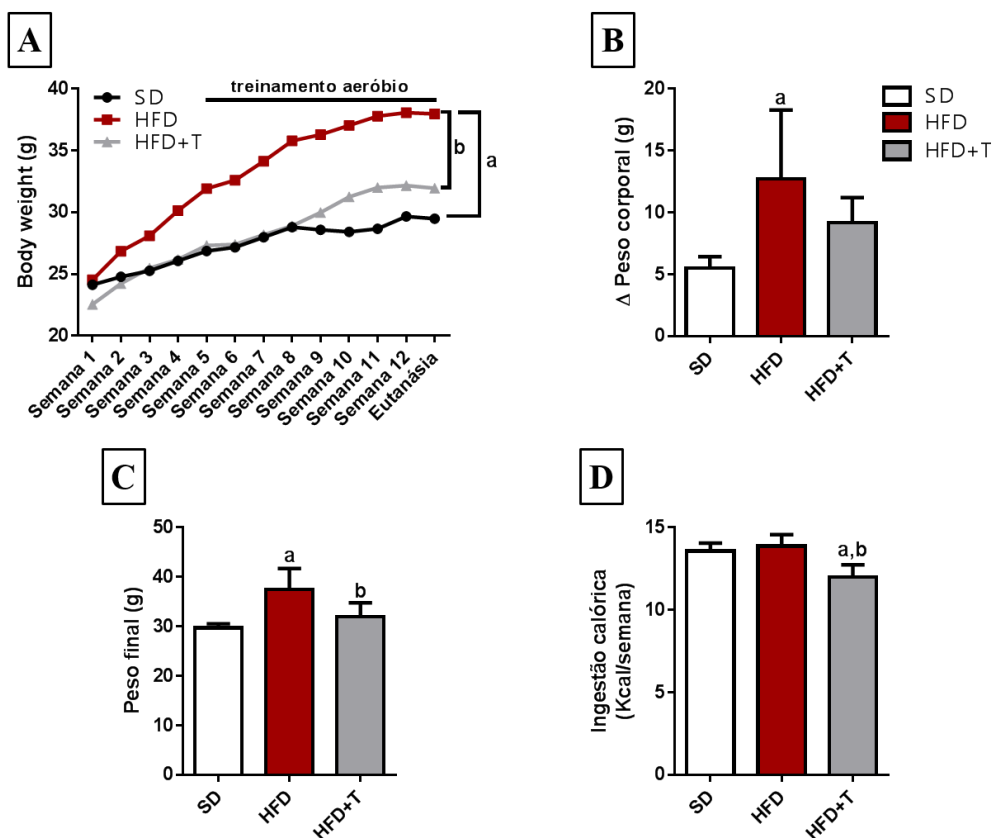 A
treinamento aeróbio
SD
HFD
HFD+T
Body weight (g)
40
35
30
25
20
b
a
Semana 1
Semana 2
Semana 3
Semana 4
Semana 5
Semana 6
Semana 7
Semana 8
Semana 9
Semana 10
Semana 11
Semana 12
Eutanásia
B
Δ Peso corporal (g)
20
15
10
5
0
a
SD
HFD
HFD+T
SD
HFD
HFD+T
C
Peso final (g)
50
40
30
20
10
0
a
b
SD
HFD
HFD+T
D
Ingestão calórica
(Kcal/semana)
15
10
5
0
a,b
SD
HFD
HFD+T